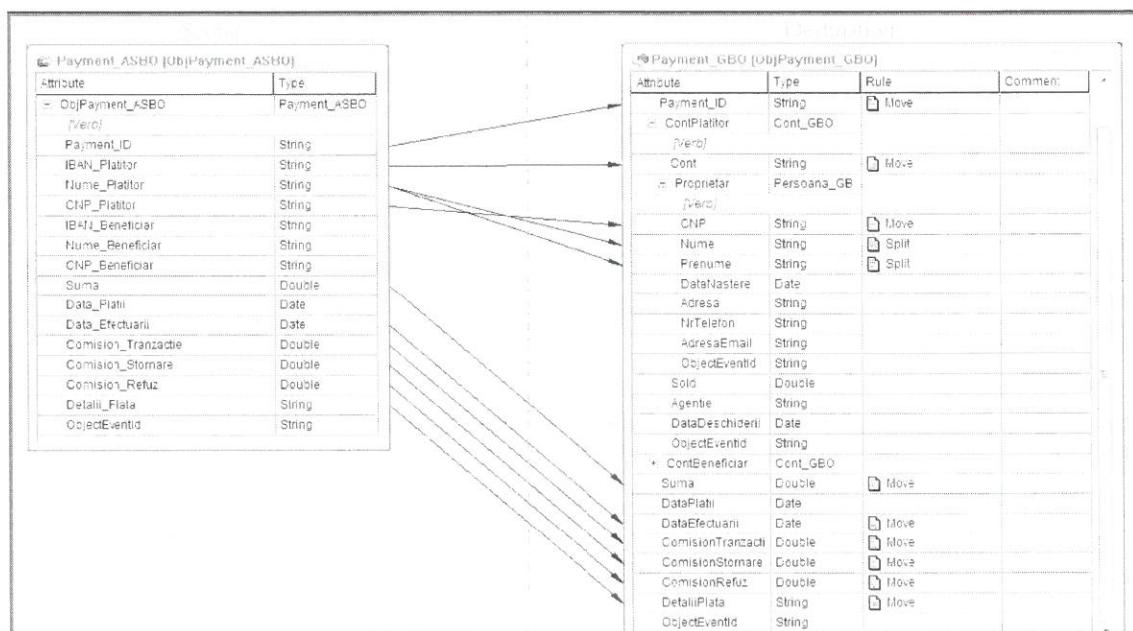 Destination
Payment_ASBO [ObjPayment_ASBO]
Attribute Type
ObjPayment_ASBO Payment_ASBO
[Verb]
Payment_ID String
IBAN_Platitor String
Nume_Platitor String
CNP_Platitor String
IBAN_Beneficiar String
Nume_Beneficiar String
CNP_Beneficiar String
Suma Double
Data_Platii Date
Data_Efectuarii Date
Comision_Tranzactie Double
Comision_Stornare Double
Comision_Refuz Double
Detalii_Plata String
ObjectEventId String
Payment_GBO [ObjPayment_GBO]
Attribute Type Rule Comment
Payment_ID String Move
ContPlatitor Cont_GBO
[Verb]
Cont String Move
Proprietar Persoana_GB
[Verb]
CNP String Move
Nume String Split
Prenume String Split
DataNastere Date
Adresa String
NrTelefon String
AdresaEmail String
ObjectEventId String
Sold Double
Agentie String
DataDeschiderii Date
ObjectEventId String
ContBeneficiar Cont_GBO
Suma Double Move
DataPlatii Date
DataEfectuarii Date Move
ComisionTranzacti Double Move
ComisionStornare Double Move
ComisionRefuz Double Move
DetaliiPlata String Move
ObjectEventId String